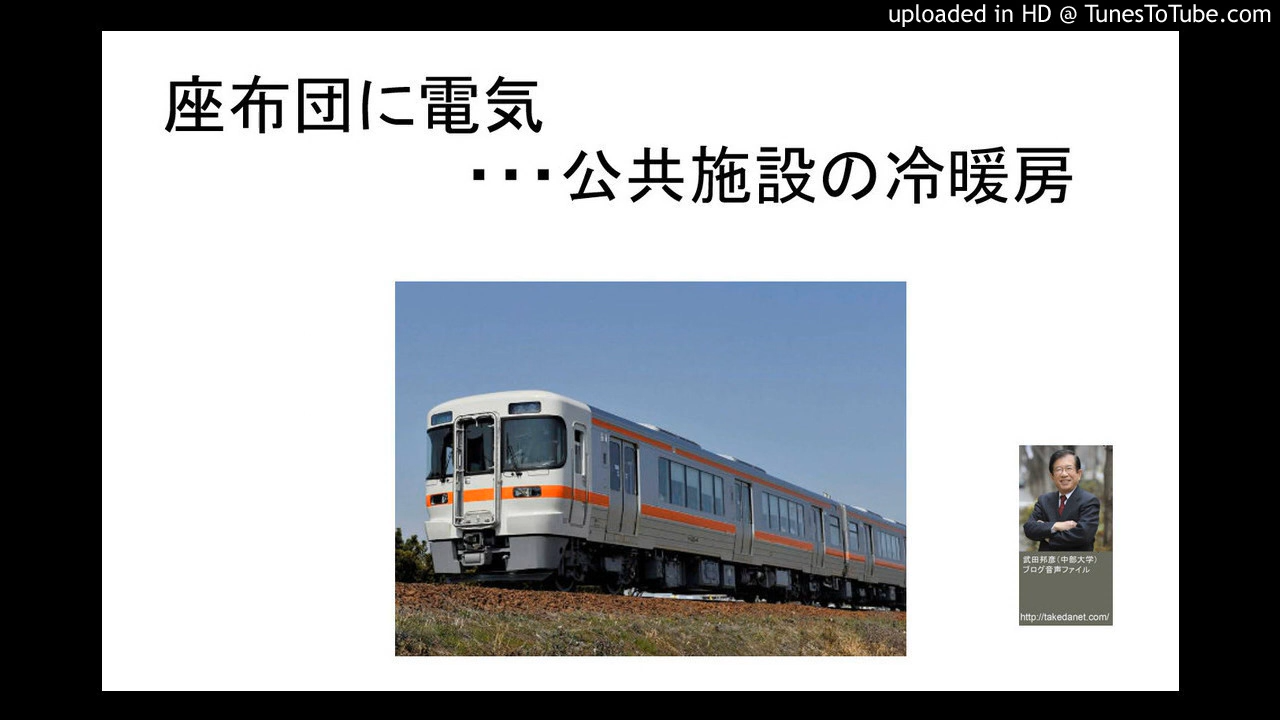 uploaded in HD @ TunesToTube.com
座布団に電気
・・・公共施設の冷暖房
武田邦彦(中部大学)
ブログ音声ファイル
http://takedanet.com/